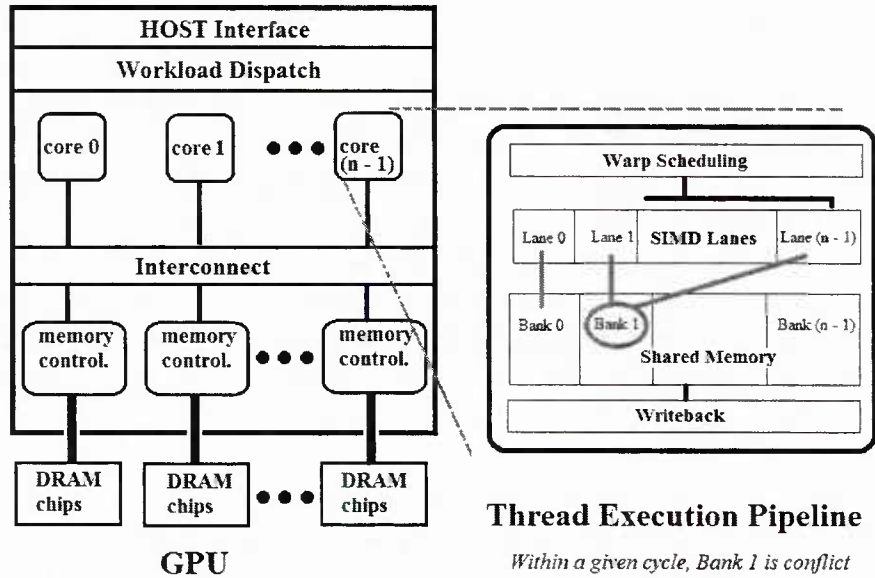 HOST Interface
Workload Dispatch
core 0
core 1
core
(n - 1)
Interconnect
memory
control.
memory
control.
memory
control.
DRAM
chips
DRAM
chips
DRAM
chips
GPU
Warp Scheduling
Lane 0
Lane 1
SIMD Lanes
Lane (n - 1)
Bank 0
Bank 1
Bank (n - 1)
Shared Memory
Writeback
Thread Execution Pipeline
Within a given cycle, Bank 1 is conflict